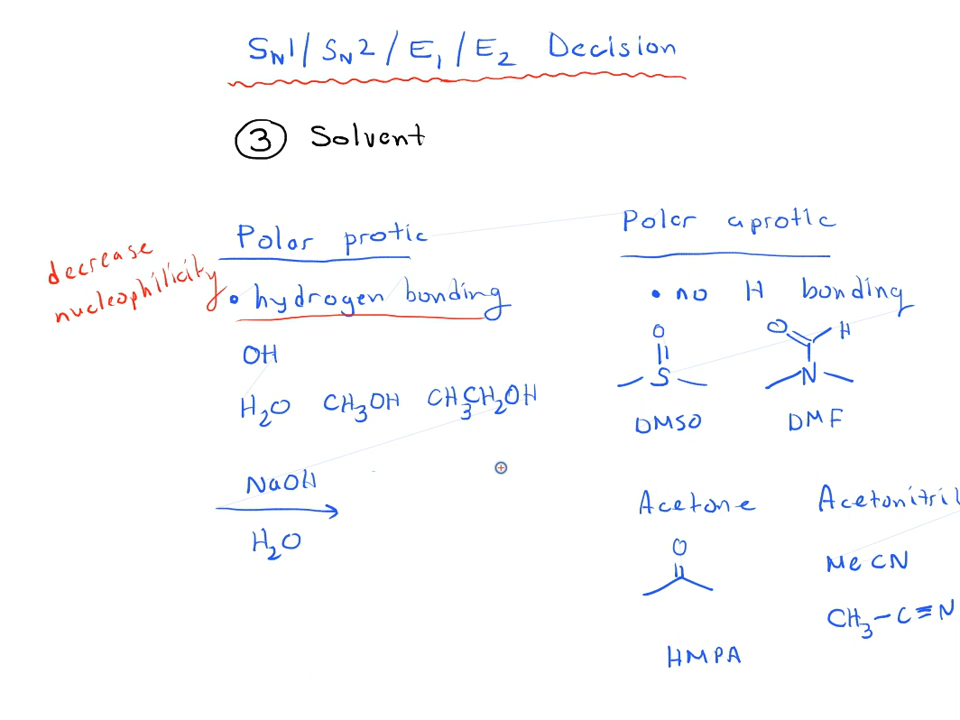 SN1 / SN2 / E1 / E2 Decision
③ Solvent
Polar protic
decrease
nucleophilicity
• hydrogen bonding
OH
H2O CH3OH CH3CH2OH
NaOH
H2O
Polar aprotic
• no H bonding
O
S
DMSO
O H
N
DMF
Acetone
O
Acetonitril
MeCN
CH3-C≡N
HMPA